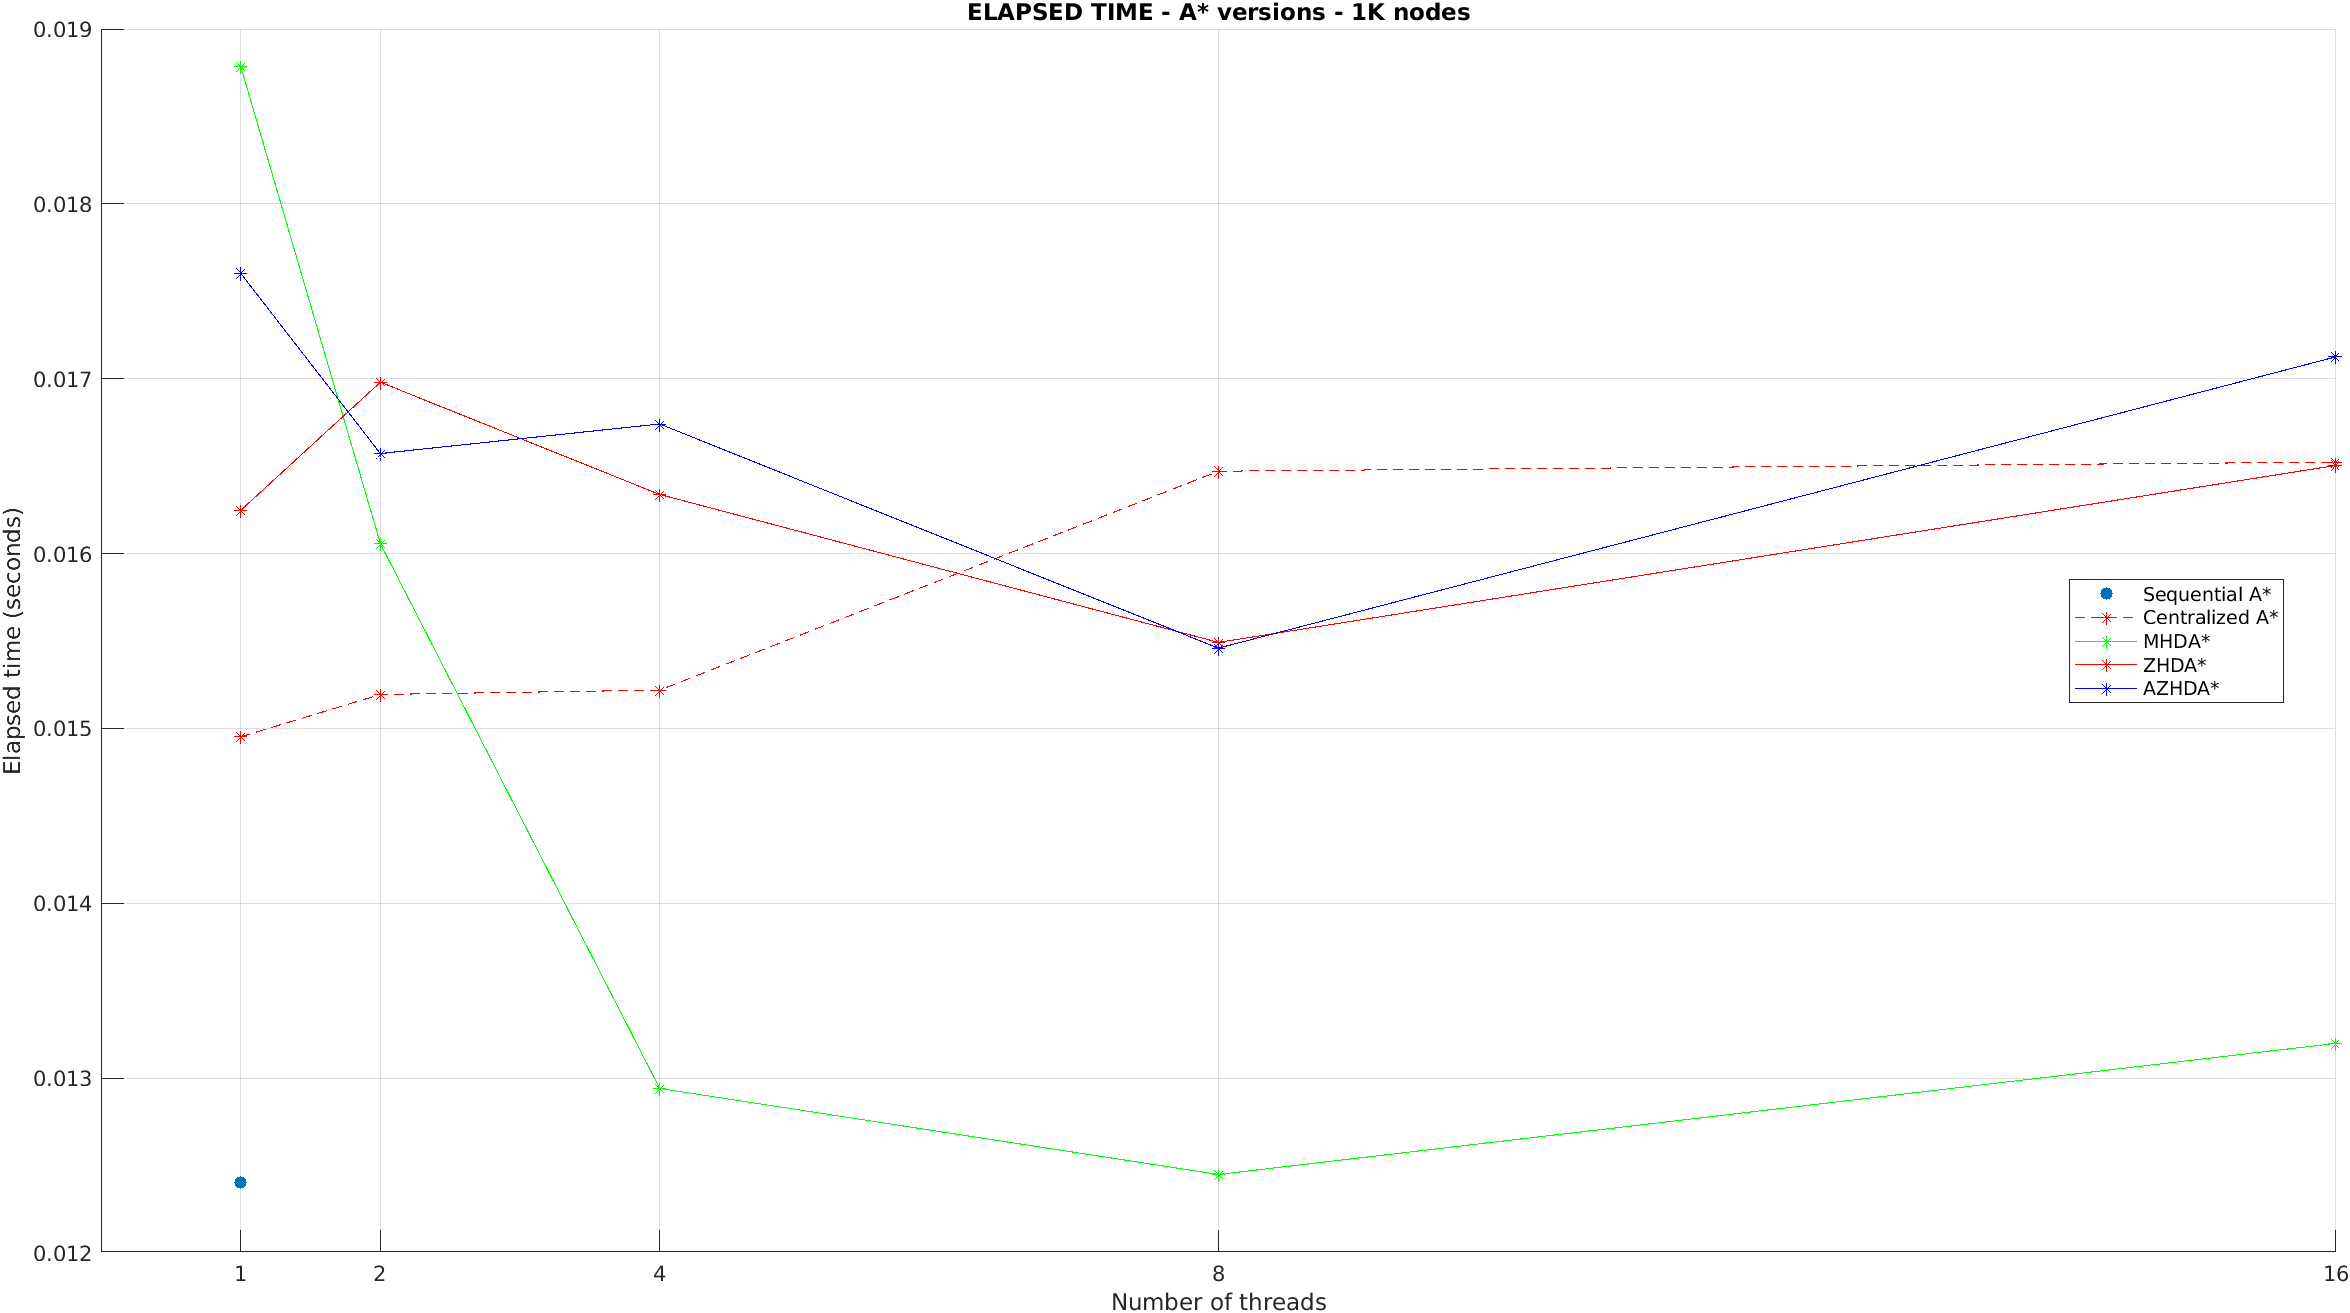 ELAPSED TIME - A* versions - 1K nodes
0.019
0.018
0.017
0.016
0.015
0.014
0.013
0.012
Elapsed time (seconds)
Sequential A*
Centralized A*
MHDA*
ZHDA*
AZHDA*
1 2 4 8 16
Number of threads